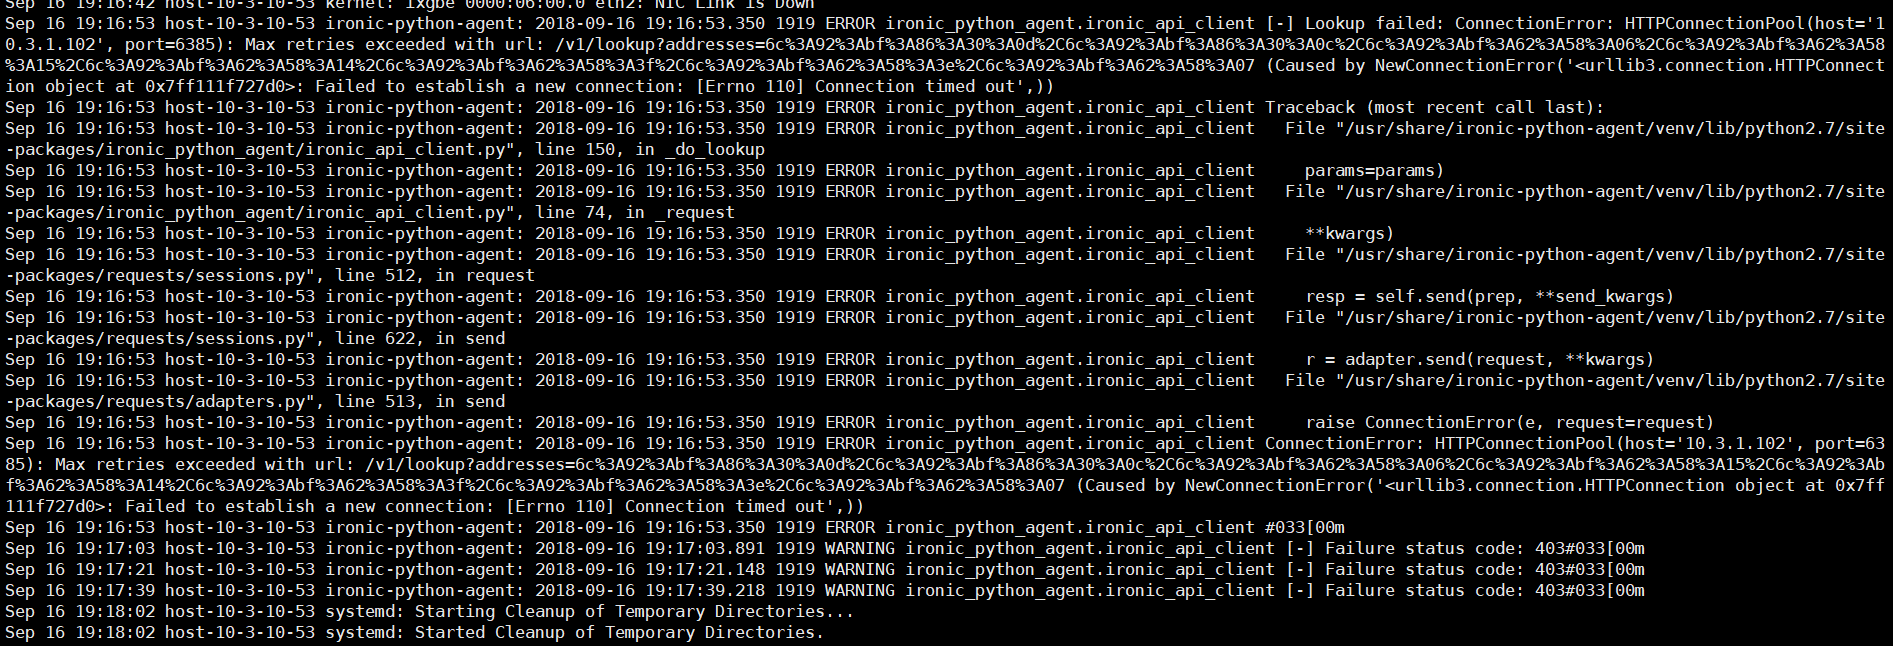 Sep 16 19:16:42 host-10-3-10-53 kernel: ixgbe 0000:06:00.0 eth2: NIC Link is Down
Sep 16 19:16:53 host-10-3-10-53 ironic-python-agent: 2018-09-16 19:16:53.350 1919 ERROR ironic_python_agent.ironic_api_client [-] Lookup failed: ConnectionError: HTTPConnectionPool(host='1
0.3.1.102', port=6385): Max retries exceeded with url: /v1/lookup?addresses=6c%3A92%3Abf%3A86%3A30%3A0d%2C6c%3A92%3Abf%3A86%3A30%3A0c%2C6c%3A92%3Abf%3A62%3A58%3A06%2C6c%3A92%3Abf%3A62%3A58
%3A15%2C6c%3A92%3Abf%3A62%3A58%3A14%2C6c%3A92%3Abf%3A62%3A58%3A3f%2C6c%3A92%3Abf%3A62%3A58%3A3e%2C6c%3A92%3Abf%3A62%3A58%3A07 (Caused by NewConnectionError('<urllib3.connection.HTTPConnect
ion object at 0x7ff111f727d0>: Failed to establish a new connection: [Errno 110] Connection timed out',))
Sep 16 19:16:53 host-10-3-10-53 ironic-python-agent: 2018-09-16 19:16:53.350 1919 ERROR ironic_python_agent.ironic_api_client Traceback (most recent call last):
Sep 16 19:16:53 host-10-3-10-53 ironic-python-agent: 2018-09-16 19:16:53.350 1919 ERROR ironic_python_agent.ironic_api_client   File "/usr/share/ironic-python-agent/venv/lib/python2.7/site
-packages/ironic_python_agent/ironic_api_client.py", line 150, in _do_lookup
Sep 16 19:16:53 host-10-3-10-53 ironic-python-agent: 2018-09-16 19:16:53.350 1919 ERROR ironic_python_agent.ironic_api_client     params=params)
Sep 16 19:16:53 host-10-3-10-53 ironic-python-agent: 2018-09-16 19:16:53.350 1919 ERROR ironic_python_agent.ironic_api_client   File "/usr/share/ironic-python-agent/venv/lib/python2.7/site
-packages/ironic_python_agent/ironic_api_client.py", line 74, in _request
Sep 16 19:16:53 host-10-3-10-53 ironic-python-agent: 2018-09-16 19:16:53.350 1919 ERROR ironic_python_agent.ironic_api_client     **kwargs)
Sep 16 19:16:53 host-10-3-10-53 ironic-python-agent: 2018-09-16 19:16:53.350 1919 ERROR ironic_python_agent.ironic_api_client   File "/usr/share/ironic-python-agent/venv/lib/python2.7/site
-packages/requests/sessions.py", line 512, in request
Sep 16 19:16:53 host-10-3-10-53 ironic-python-agent: 2018-09-16 19:16:53.350 1919 ERROR ironic_python_agent.ironic_api_client     resp = self.send(prep, **send_kwargs)
Sep 16 19:16:53 host-10-3-10-53 ironic-python-agent: 2018-09-16 19:16:53.350 1919 ERROR ironic_python_agent.ironic_api_client   File "/usr/share/ironic-python-agent/venv/lib/python2.7/site
-packages/requests/sessions.py", line 622, in send
Sep 16 19:16:53 host-10-3-10-53 ironic-python-agent: 2018-09-16 19:16:53.350 1919 ERROR ironic_python_agent.ironic_api_client     r = adapter.send(request, **kwargs)
Sep 16 19:16:53 host-10-3-10-53 ironic-python-agent: 2018-09-16 19:16:53.350 1919 ERROR ironic_python_agent.ironic_api_client   File "/usr/share/ironic-python-agent/venv/lib/python2.7/site
-packages/requests/adapters.py", line 513, in send
Sep 16 19:16:53 host-10-3-10-53 ironic-python-agent: 2018-09-16 19:16:53.350 1919 ERROR ironic_python_agent.ironic_api_client     raise ConnectionError(e, request=request)
Sep 16 19:16:53 host-10-3-10-53 ironic-python-agent: 2018-09-16 19:16:53.350 1919 ERROR ironic_python_agent.ironic_api_client ConnectionError: HTTPConnectionPool(host='10.3.1.102', port=63
85): Max retries exceeded with url: /v1/lookup?addresses=6c%3A92%3Abf%3A86%3A30%3A0d%2C6c%3A92%3Abf%3A86%3A30%3A0c%2C6c%3A92%3Abf%3A62%3A58%3A06%2C6c%3A92%3Abf%3A62%3A58%3A15%2C6c%3A92%3Ab
f%3A62%3A58%3A14%2C6c%3A92%3Abf%3A62%3A58%3A3f%2C6c%3A92%3Abf%3A62%3A58%3A3e%2C6c%3A92%3Abf%3A62%3A58%3A07 (Caused by NewConnectionError('<urllib3.connection.HTTPConnection object at 0x7ff
111f727d0>: Failed to establish a new connection: [Errno 110] Connection timed out',))
Sep 16 19:16:53 host-10-3-10-53 ironic-python-agent: 2018-09-16 19:16:53.350 1919 ERROR ironic_python_agent.ironic_api_client #033[00m
Sep 16 19:17:03 host-10-3-10-53 ironic-python-agent: 2018-09-16 19:17:03.891 1919 WARNING ironic_python_agent.ironic_api_client [-] Failure status code: 403#033[00m
Sep 16 19:17:21 host-10-3-10-53 ironic-python-agent: 2018-09-16 19:17:21.148 1919 WARNING ironic_python_agent.ironic_api_client [-] Failure status code: 403#033[00m
Sep 16 19:17:39 host-10-3-10-53 ironic-python-agent: 2018-09-16 19:17:39.218 1919 WARNING ironic_python_agent.ironic_api_client [-] Failure status code: 403#033[00m
Sep 16 19:18:02 host-10-3-10-53 systemd: Starting Cleanup of Temporary Directories...
Sep 16 19:18:02 host-10-3-10-53 systemd: Started Cleanup of Temporary Directories.